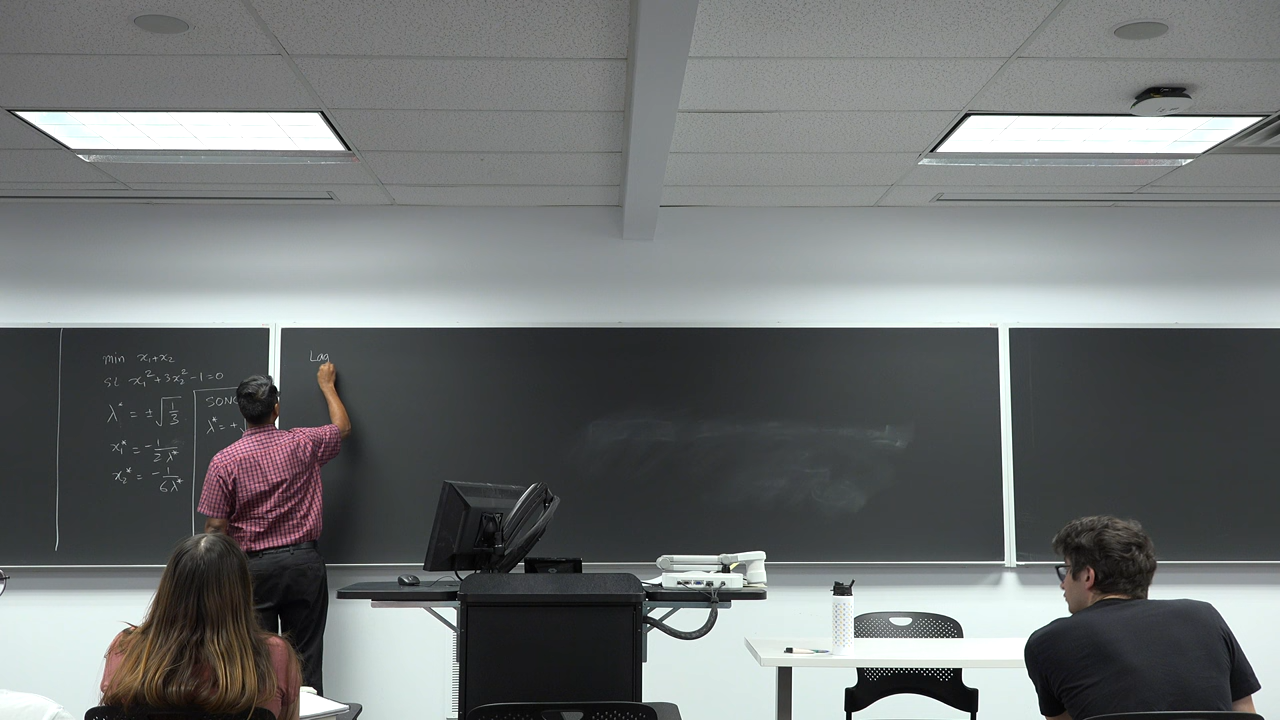 min x₁+x₂
st x₁²+3x₂²-1=0
λ* = ±√(1/3)
x₁* = -1/2λ*
x₂* = -1/6λ*
SONC
λ* = +
Lag